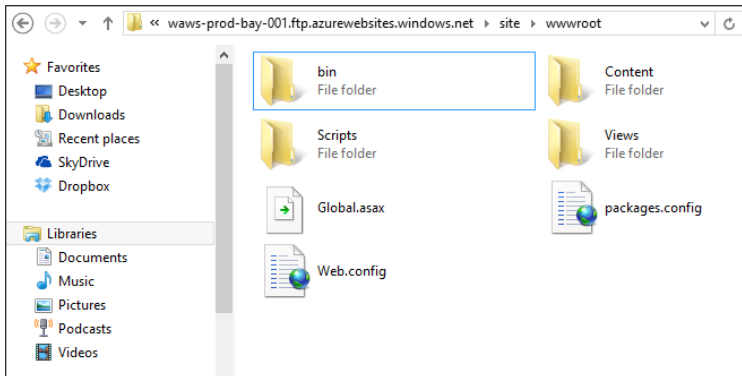 « waws-prod-bay-001.ftp.azurewebsites.windows.net ▸ site ▸ wwwroot
Favorites
Desktop
Downloads
Recent places
SkyDrive
Dropbox
Libraries
Documents
Music
Pictures
Podcasts
Videos
bin
File folder
Content
File folder
Scripts
File folder
Views
File folder
Global.asax
packages.config
Web.config